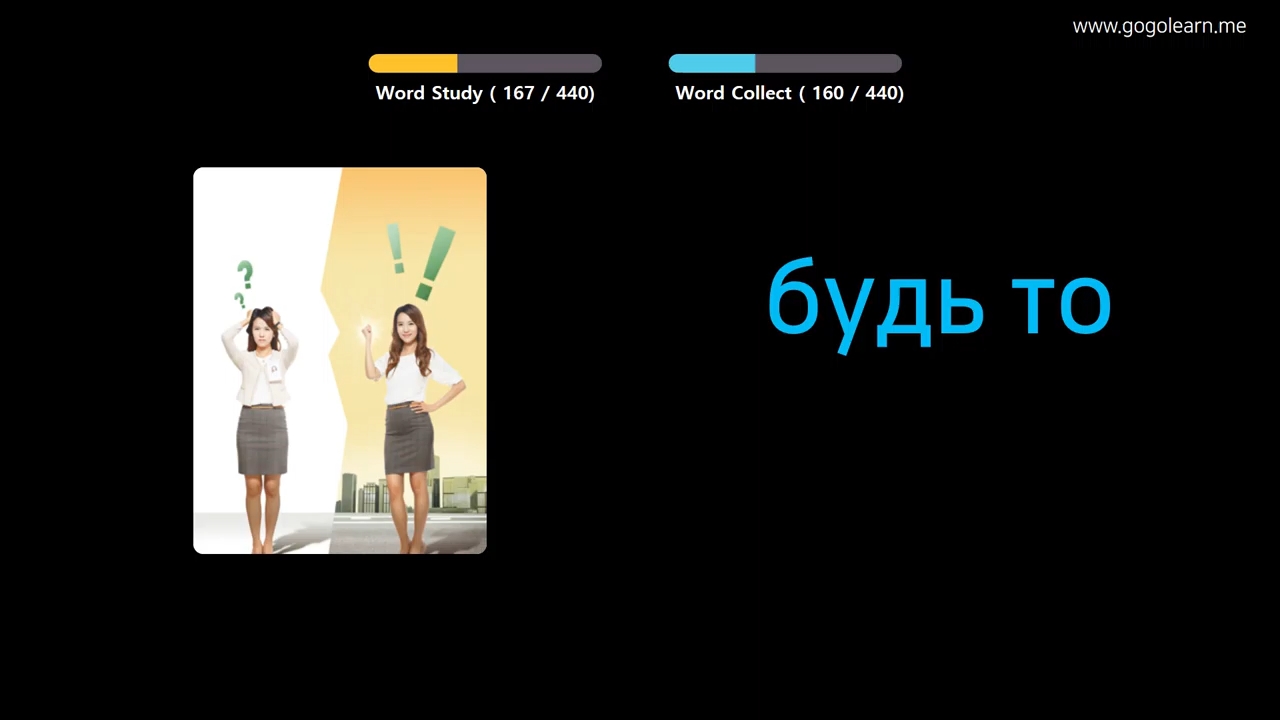 www.gogolearn.me
Word Study ( 167 / 440)
Word Collect ( 160 / 440)
? ?
! !
будь то